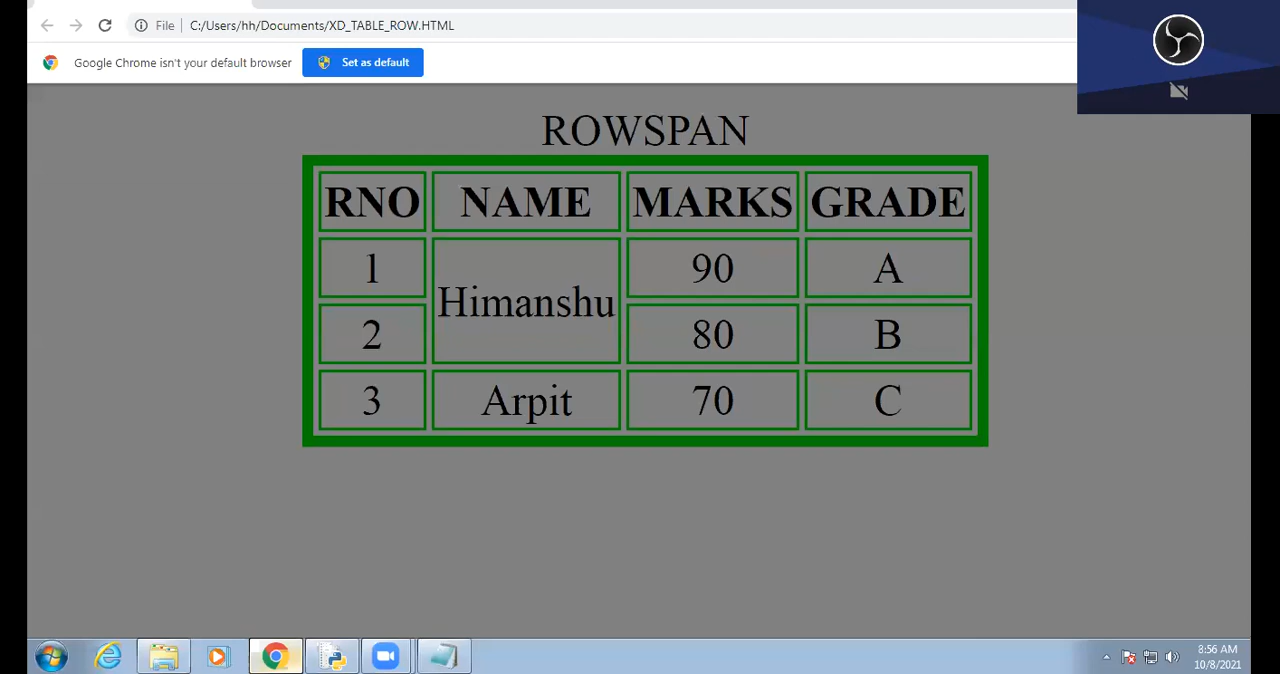 File C:/Users/hh/Documents/XD_TABLE_ROW.HTML
Google Chrome isn't your default browser Set as default
ROWSPAN
RNO NAME MARKS GRADE
1 Himanshu 90 A
2 80 B
3 Arpit 70 C
8:56 AM
10/8/2021